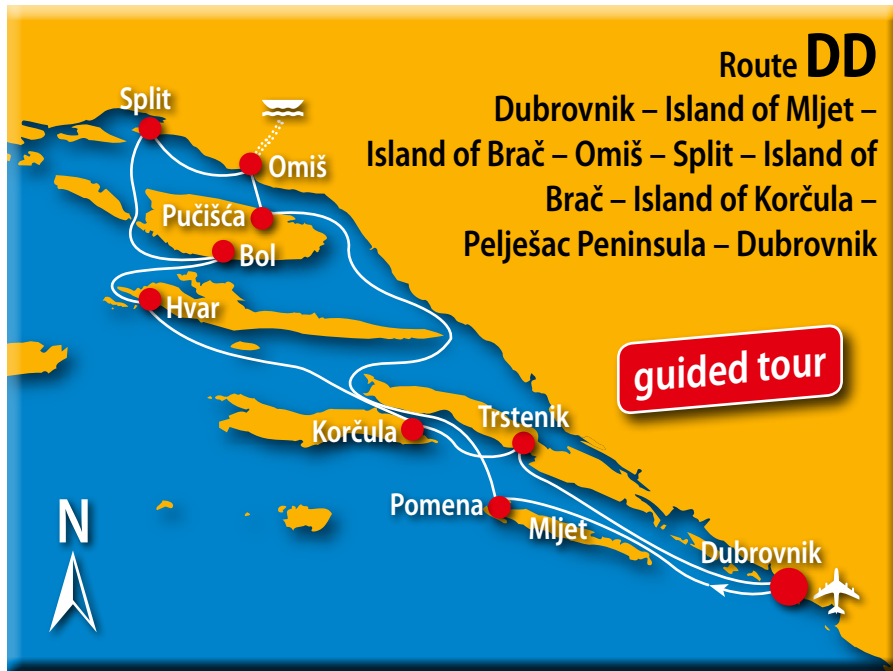 Route DD
Dubrovnik – Island of Mljet –
Island of Brač – Omiš – Split – Island of
Brač – Island of Korčula –
Pelješac Peninsula – Dubrovnik
Split
Omiš
Pučišća
Bol
Hvar
guided tour
Trstenik
Korčula
Pomena
Mljet
Dubrovnik
N